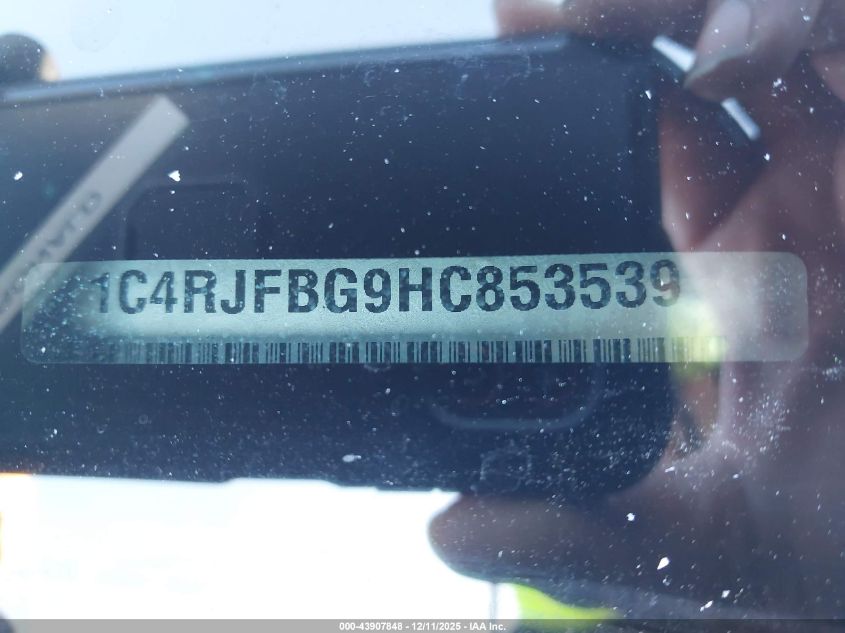 1C4RJFBG9HC853539
000-43907848 - 12/11/2025 - IAA Inc.